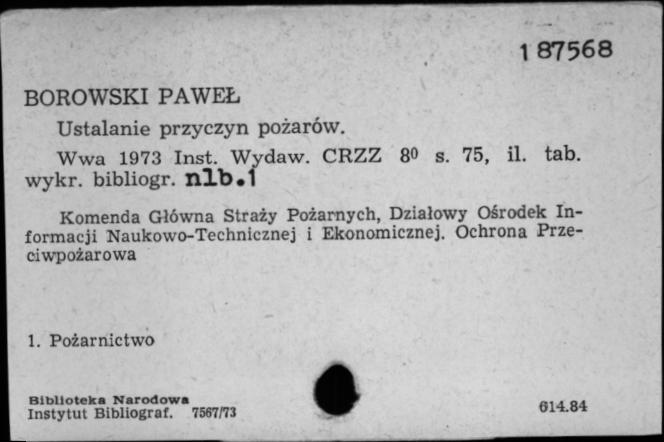 187568
BOROWSKI PAWEŁ
Ustalanie przyczyn pożarów.
Wwa 1973 Inst. Wydaw. CRZZ 8⁰ s. 75, il. tab.
wykr. bibliogr. nlb.1
Komenda Główna Straży Pożarnych, Działowy Ośrodek In-
formacji Naukowo-Technicznej i Ekonomicznej. Ochrona Prze-
ciwpożarowa
1. Pożarnictwo
Biblioteka Narodowa
Instytut Bibliograf. 7567/73
614.84